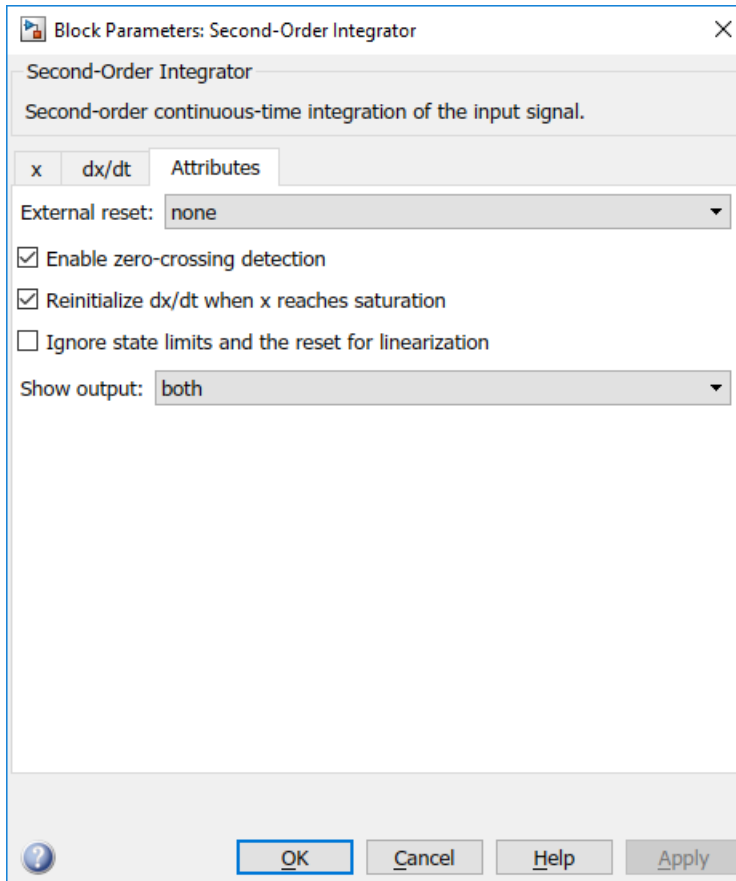 Block Parameters: Second-Order Integrator
Second-Order Integrator
Second-order continuous-time integration of the input signal.
x dx/dt Attributes
External reset: none
Enable zero-crossing detection
Reinitialize dx/dt when x reaches saturation
Ignore state limits and the reset for linearization
Show output: both
? OK Cancel Help Apply